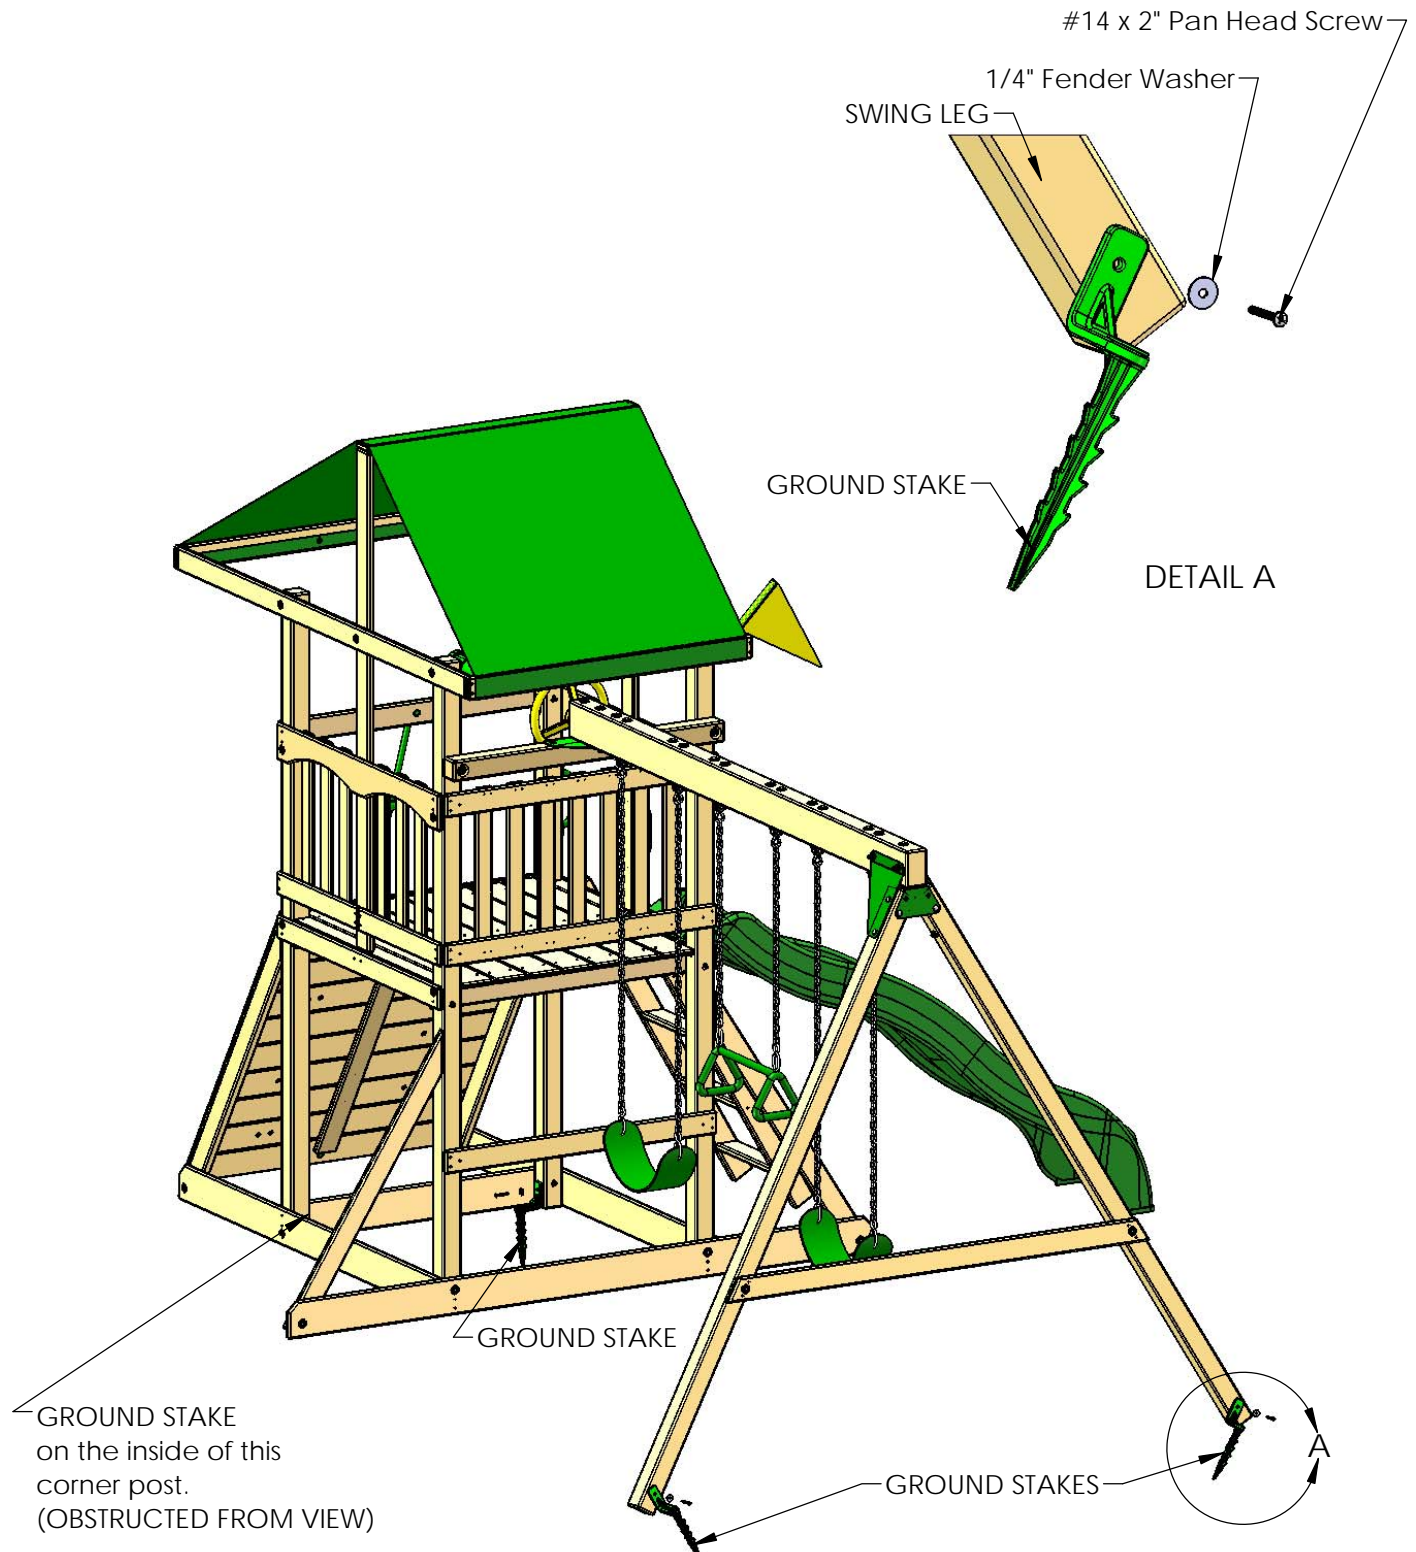 #14 x 2" Pan Head Screw
1/4" Fender Washer
SWING LEG
GROUND STAKE
DETAIL A
GROUND STAKE
GROUND STAKE
on the inside of this
corner post.
(OBSTRUCTED FROM VIEW)
A
GROUND STAKES